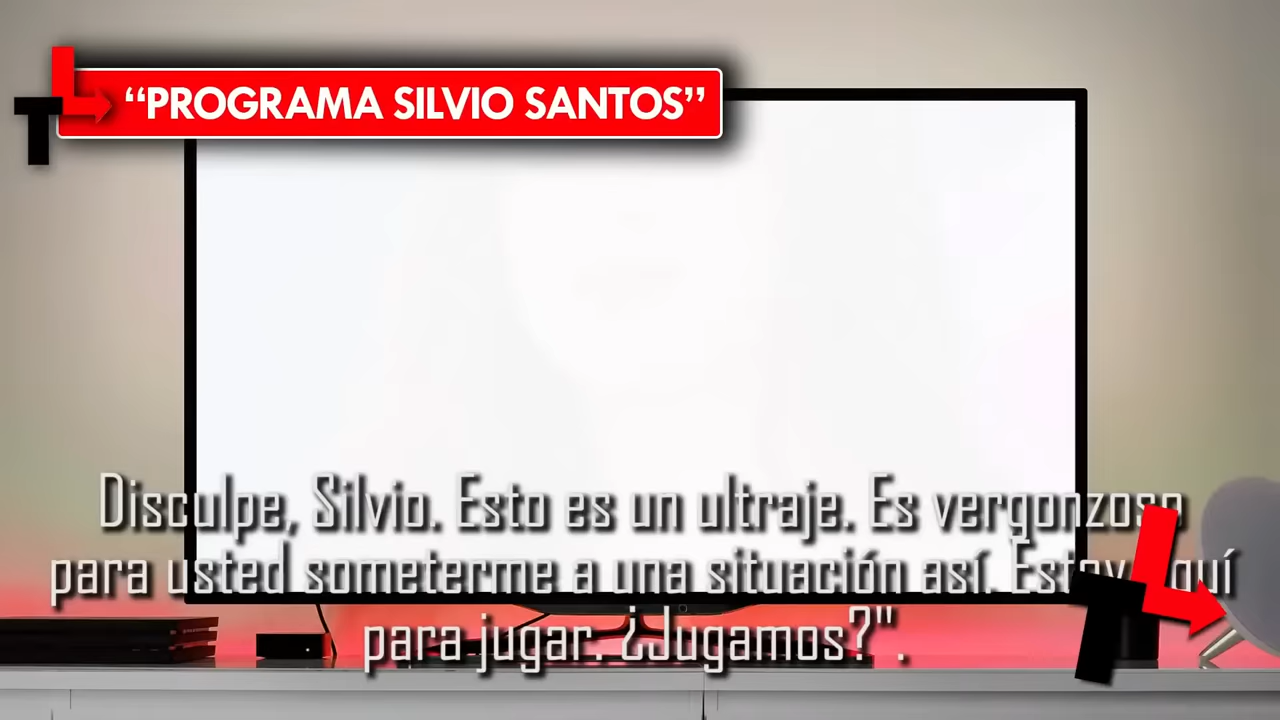 “PROGRAMA SILVIO SANTOS”
Disculpe, Silvio. Esto es un ultraje. Es vergonzoso
para usted someterme a una situación así. Estoy aquí
para jugar. ¿Jugamos?".